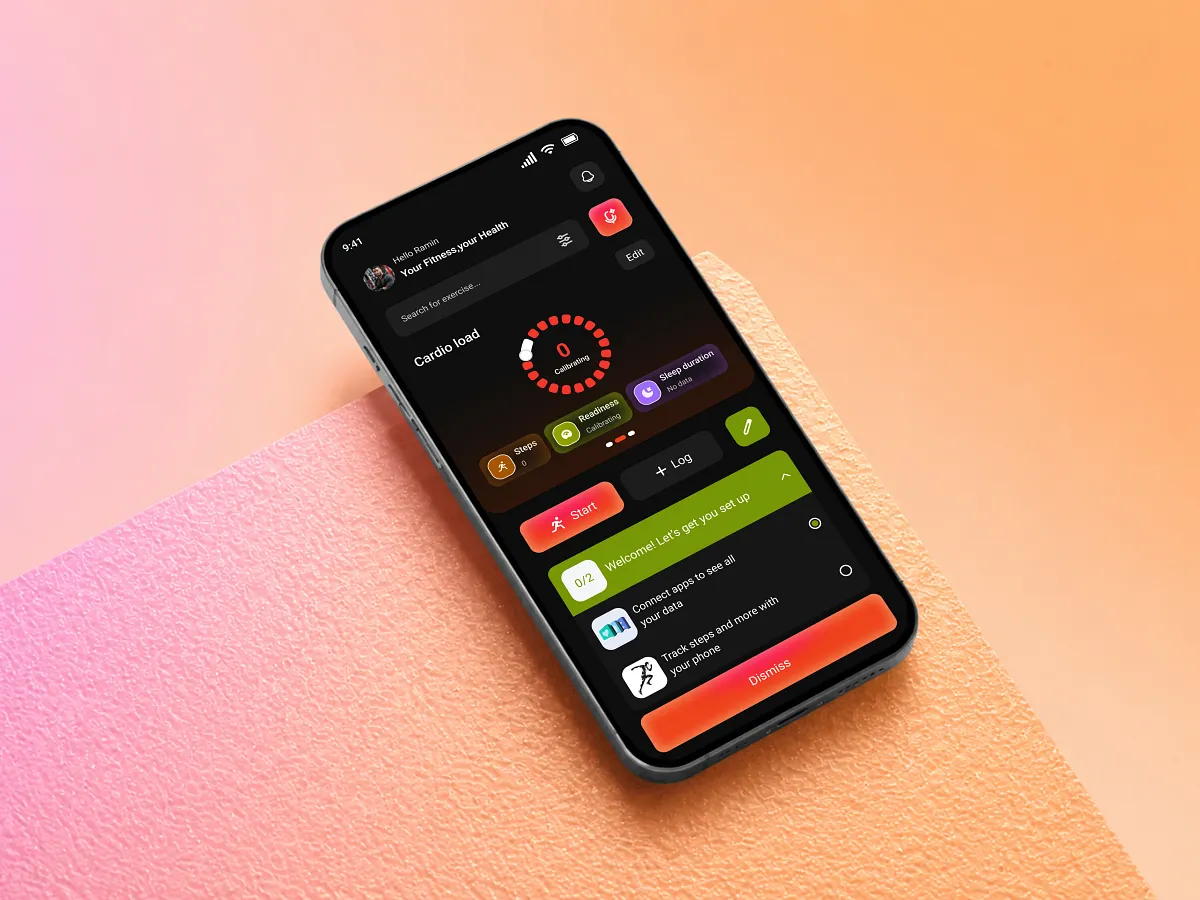 9:41
Hello Ramin
Your Fitness,your Health
Search for exercise...
Edit
Cardio load
0
Calibrating
Steps
0
Readiness
Calibrating
Sleep duration
No data
Start
+ Log
0/2
Welcome! Let's get you set up
Connect apps to see all
your data
Track steps and more with
your phone
Dismiss